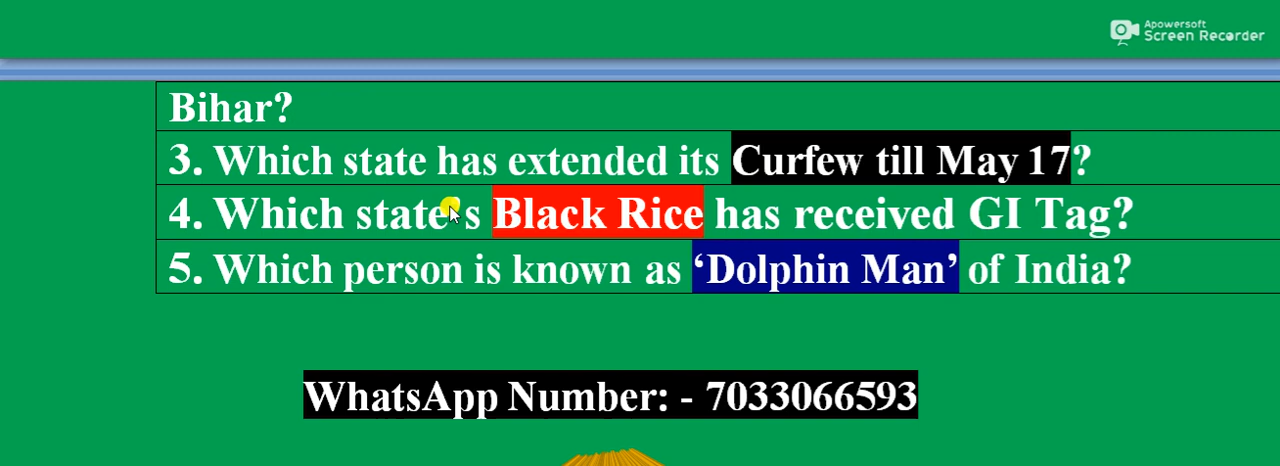 Apowersoft
Screen Recorder
Bihar?
3. Which state has extended its Curfew till May 17?
4. Which state's Black Rice has received GI Tag?
5. Which person is known as ‘Dolphin Man’ of India?
WhatsApp Number: - 7033066593